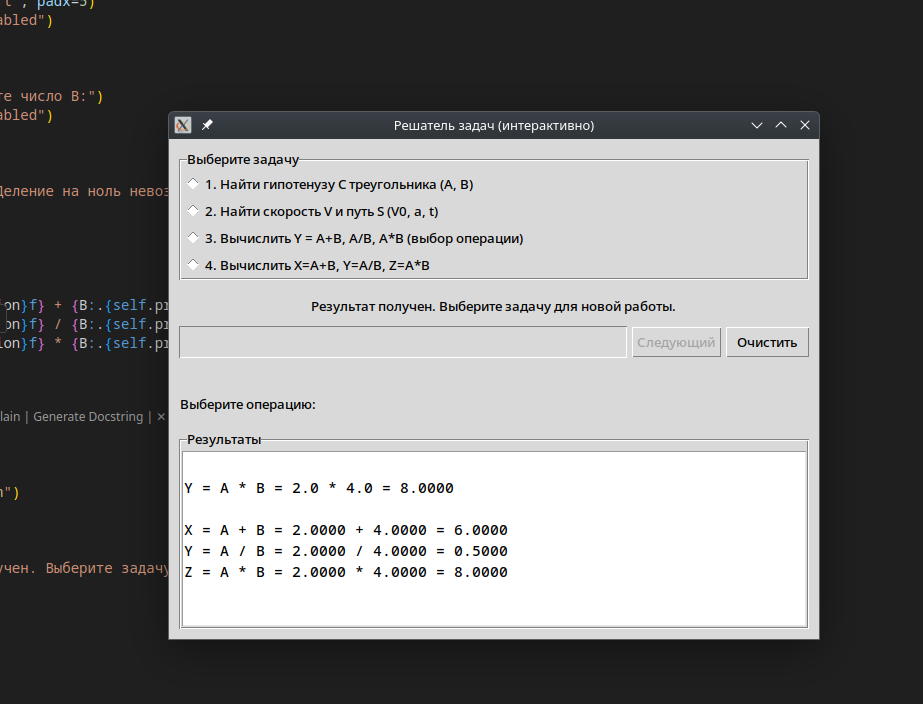 t", padx=5)
abled")
те число B:")
abled")
Деление на ноль невоз
on}f} + {B:.{self.pr
on}f} / {B:.{self.pr
ion}f} * {B:.{self.pr
lain | Generate Docstring | ×
n")
учен. Выберите задачу
Решатель задач (интерактивно)
Выберите задачу
1. Найти гипотенузу C треугольника (A, B)
2. Найти скорость V и путь S (V0, a, t)
3. Вычислить Y = A+B, A/B, A*B (выбор операции)
4. Вычислить X=A+B, Y=A/B, Z=A*B
Результат получен. Выберите задачу для новой работы.
Следующий
Очистить
Выберите операцию:
Результаты
Y = A * B = 2.0 * 4.0 = 8.0000
X = A + B = 2.0000 + 4.0000 = 6.0000
Y = A / B = 2.0000 / 4.0000 = 0.5000
Z = A * B = 2.0000 * 4.0000 = 8.0000